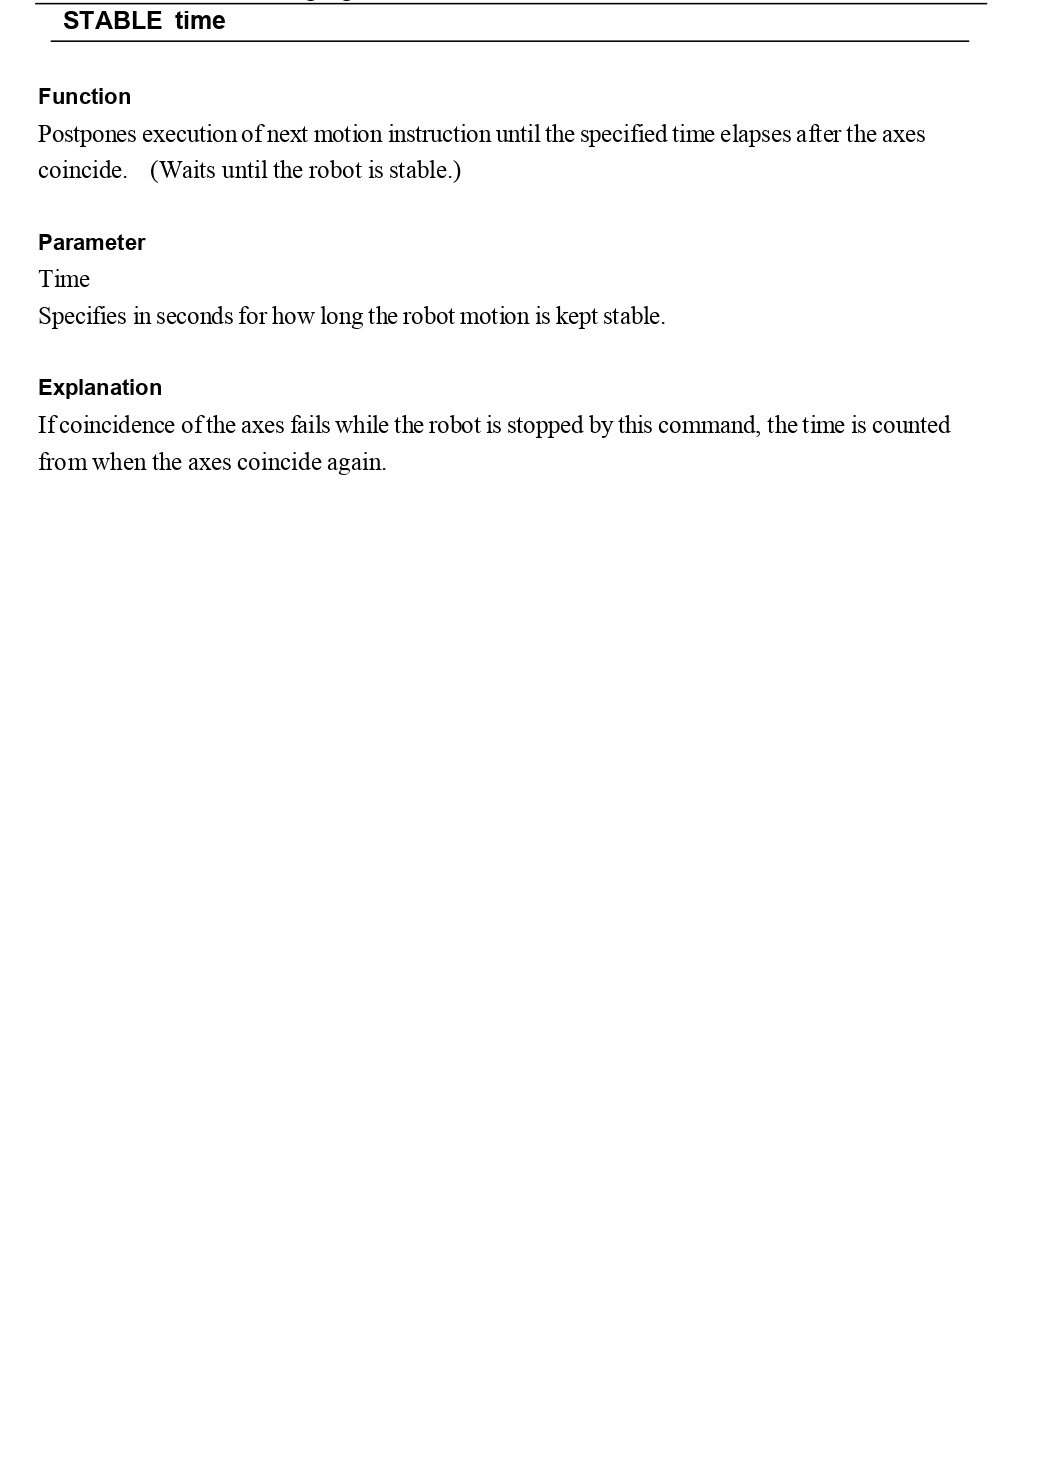 STABLE time
Function
Postpones execution of next motion instruction until the specified time elapses after the axes
coincide. (Waits until the robot is stable.)
Parameter
Time
Specifies in seconds for how long the robot motion is kept stable.
Explanation
If coincidence of the axes fails while the robot is stopped by this command, the time is counted
from when the axes coincide again.